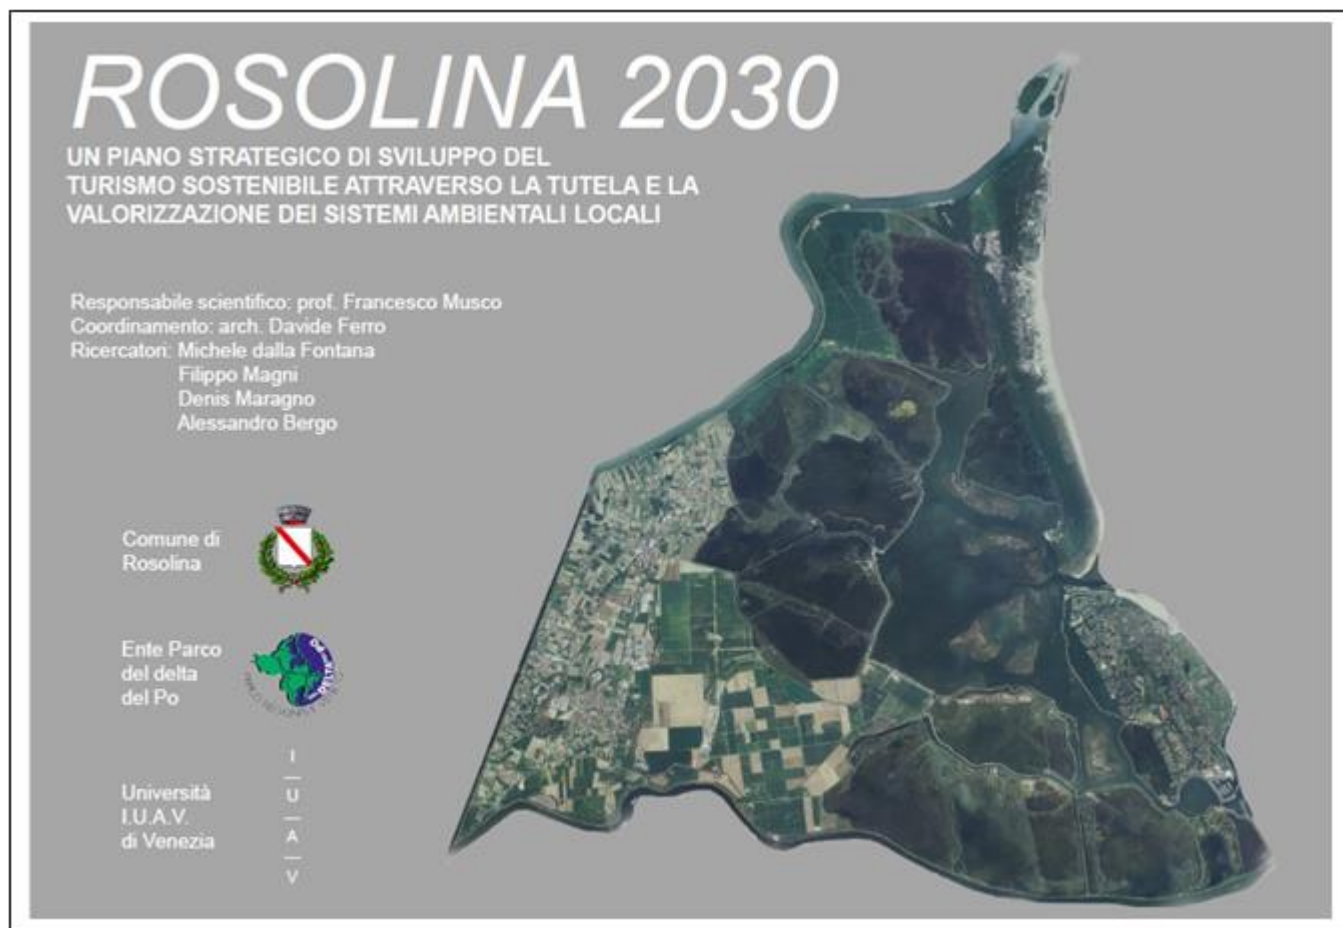 ROSOLINA 2030
UN PIANO STRATEGICO DI SVILUPPO DEL
TURISMO SOSTENIBILE ATTRAVERSO LA TUTELA E LA
VALORIZZAZIONE DEI SISTEMI AMBIENTALI LOCALI
Responsabile scientifico: prof. Francesco Musco
Coordinamento: arch. Davide Ferro
Ricercatori: Michele dalla Fontana
Filippo Magni
Denis Maragno
Alessandro Bergo
Comune di
Rosolina
Ente Parco
del delta
del Po
Università
I.U.A.V.
di Venezia
I
U
A
V